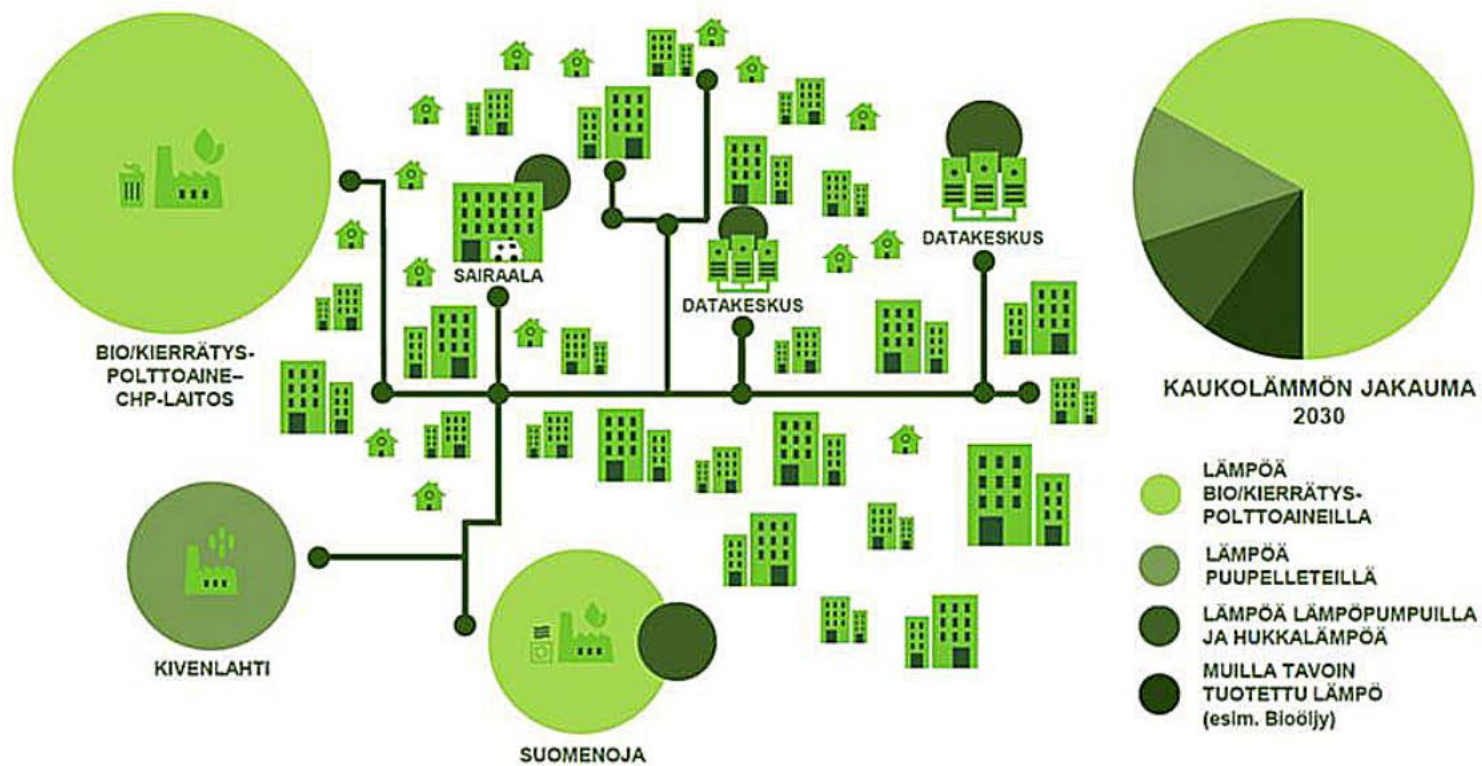 BIO/KIERRÄTYS-
POLTTOAINE–
CHP-LAITOS
SAIRAALA
DATAKESKUS
DATAKESKUS
KIVENLAHTI
SUOMENOJA
KAUKOLÄMMÖN JAKAUMA
2030
LÄMPÖÄ
BIO/KIERRÄTYS-
POLTTOAINEILLA
LÄMPÖÄ
PUUPELLETEILLÄ
LÄMPÖÄ LÄMPÖPUMPUILLA
JA HUKKALÄMPÖÄ
MUILLA TAVOIN
TUOTETTU LÄMPÖ
(esim. Bioöljy)